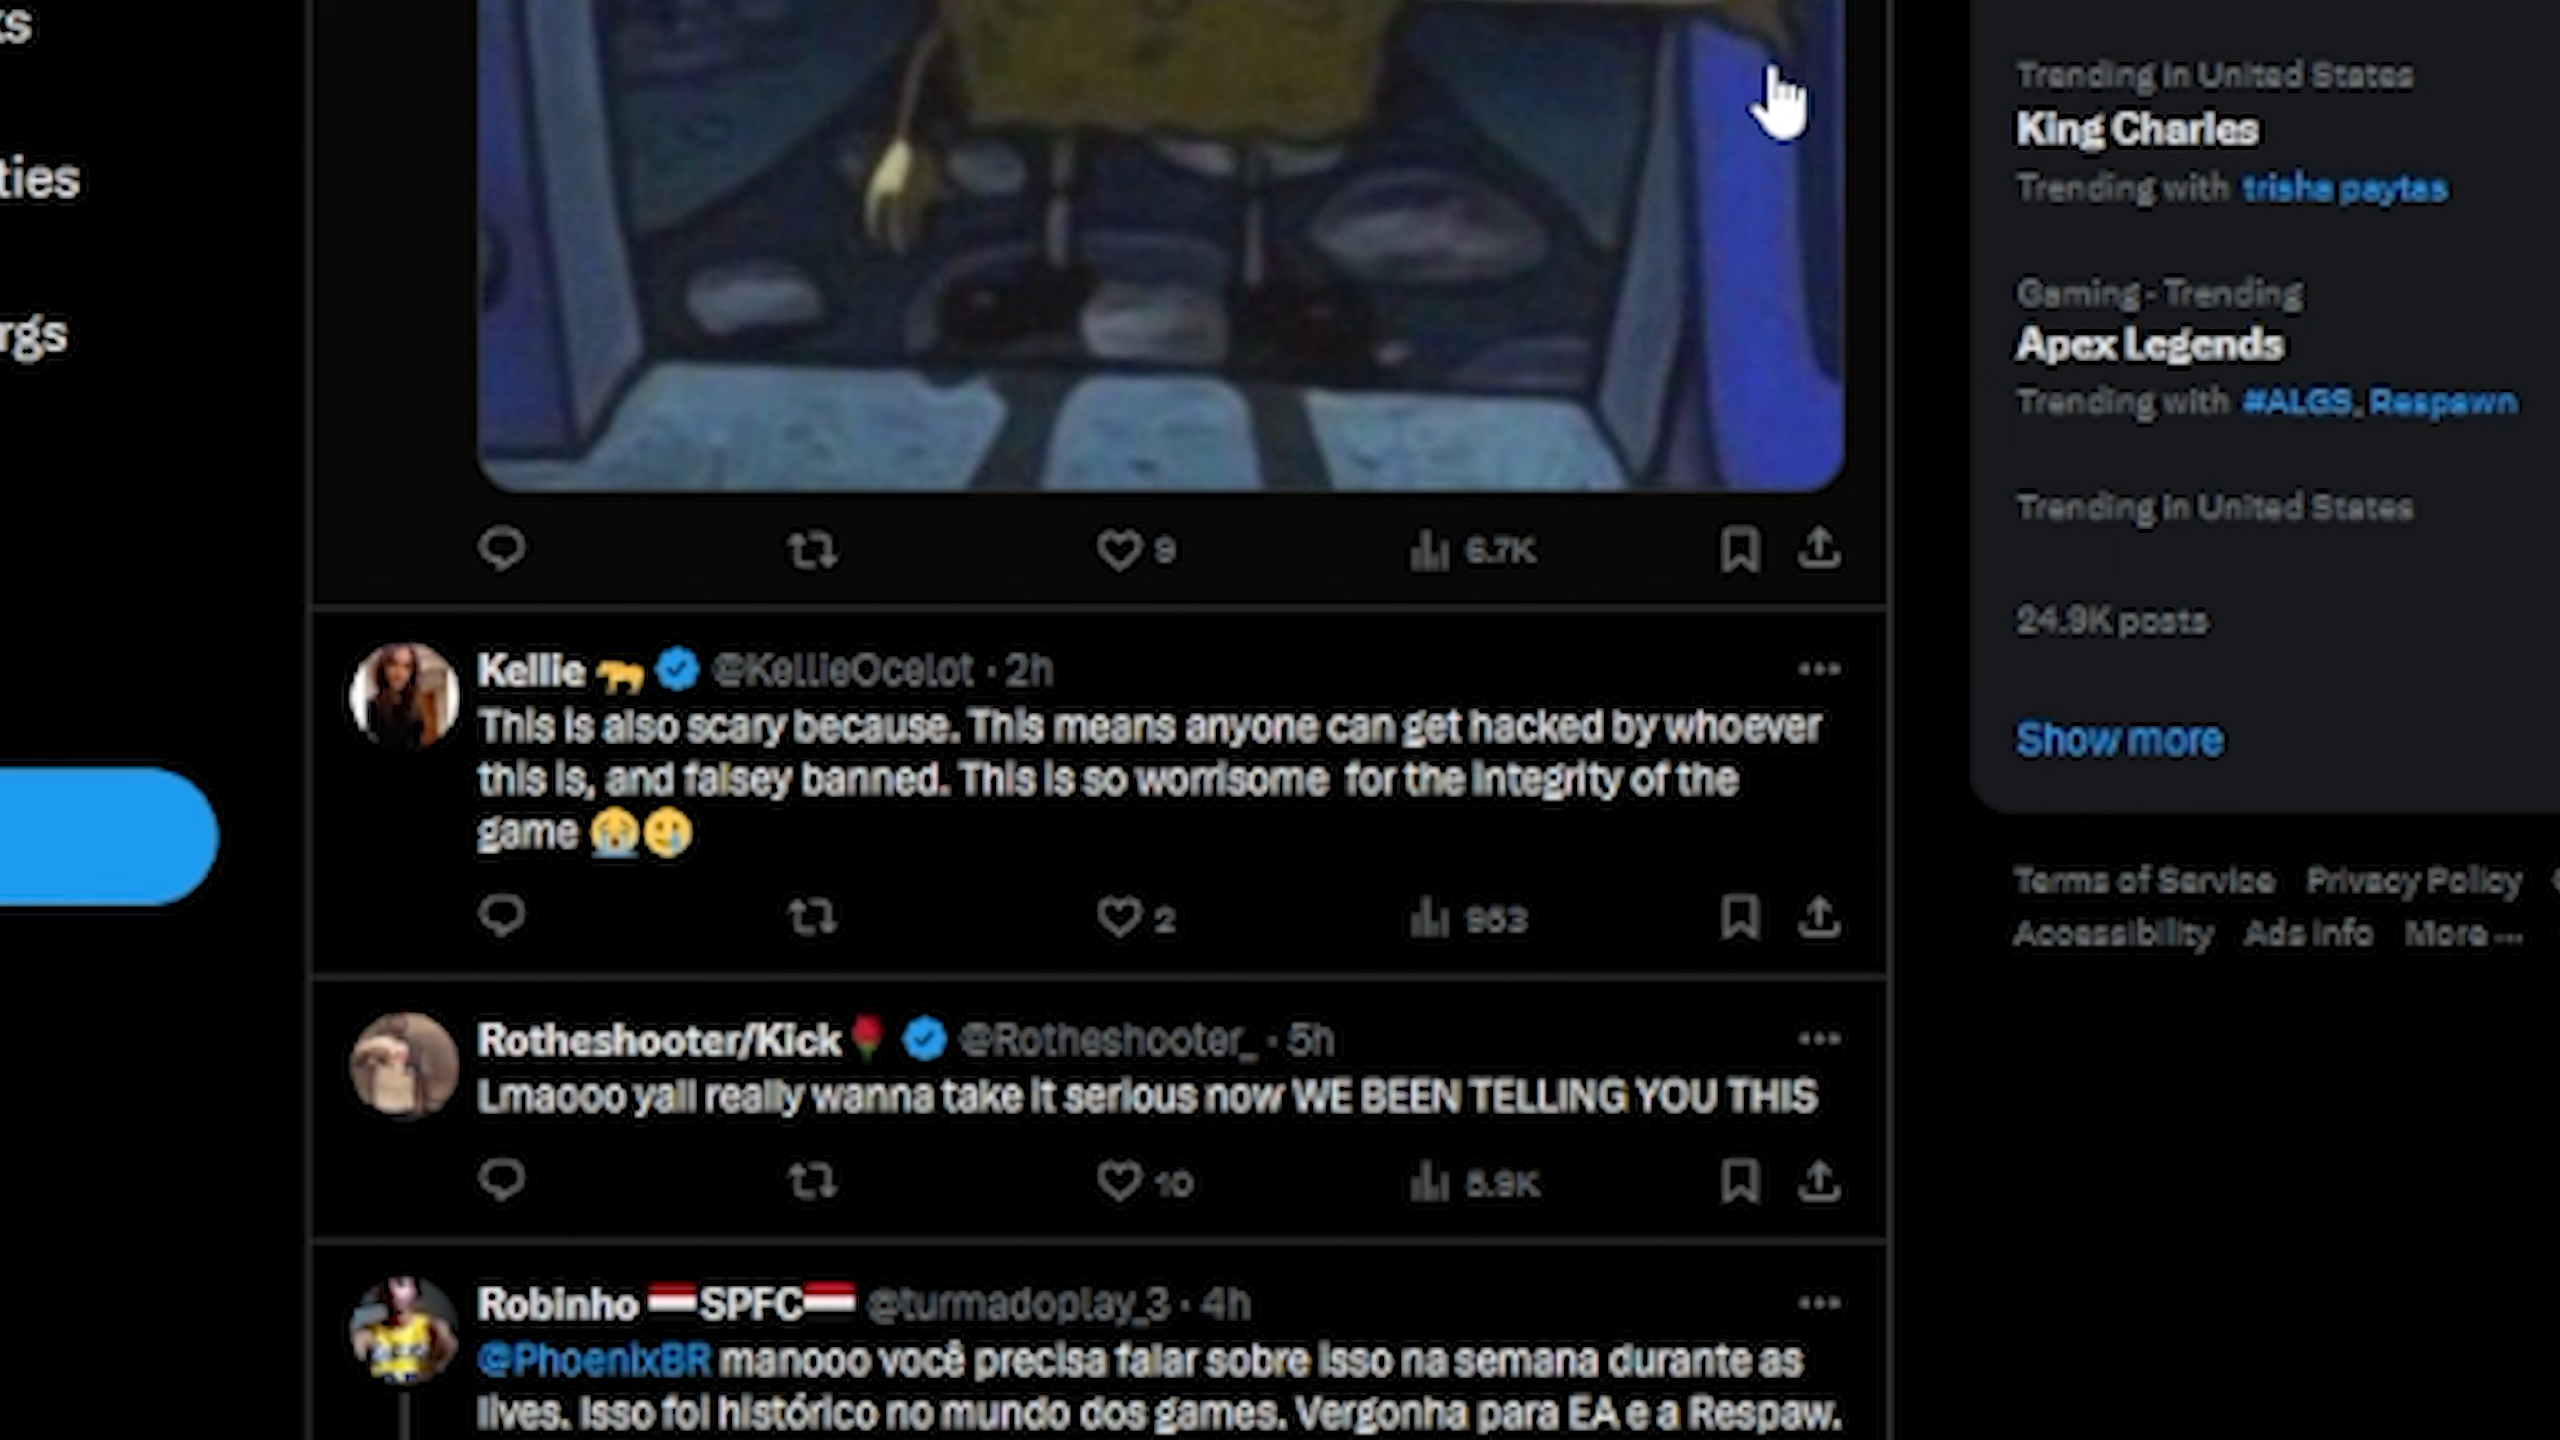 ks
ties
rgs
9
6.7K
Kellie 🐆 @KellieOcelot · 2h
This is also scary because. This means anyone can get hacked by whoever
this is, and falsey banned. This is so worrisome for the integrity of the
game 😭🥲
2
953
Rotheshooter/Kick🌹 @Rotheshooter_ · 5h
Lmaooo yall really wanna take it serious now WE BEEN TELLING YOU THIS
10
5.9K
Robinho 🇮🇩SPFC🇮🇩 @turmadoplay_3 · 4h
@PhoenixBR manooo você precisa falar sobre isso na semana durante as
lives. Isso foi histórico no mundo dos games. Vergonha para EA e a Respaw.
Trending in United States
King Charles
Trending with trisha paytas
Gaming · Trending
Apex Legends
Trending with #ALGS, Respawn
Trending in United States
24.9K posts
Show more
Terms of Service Privacy Policy
Accessibility Ads info More ···